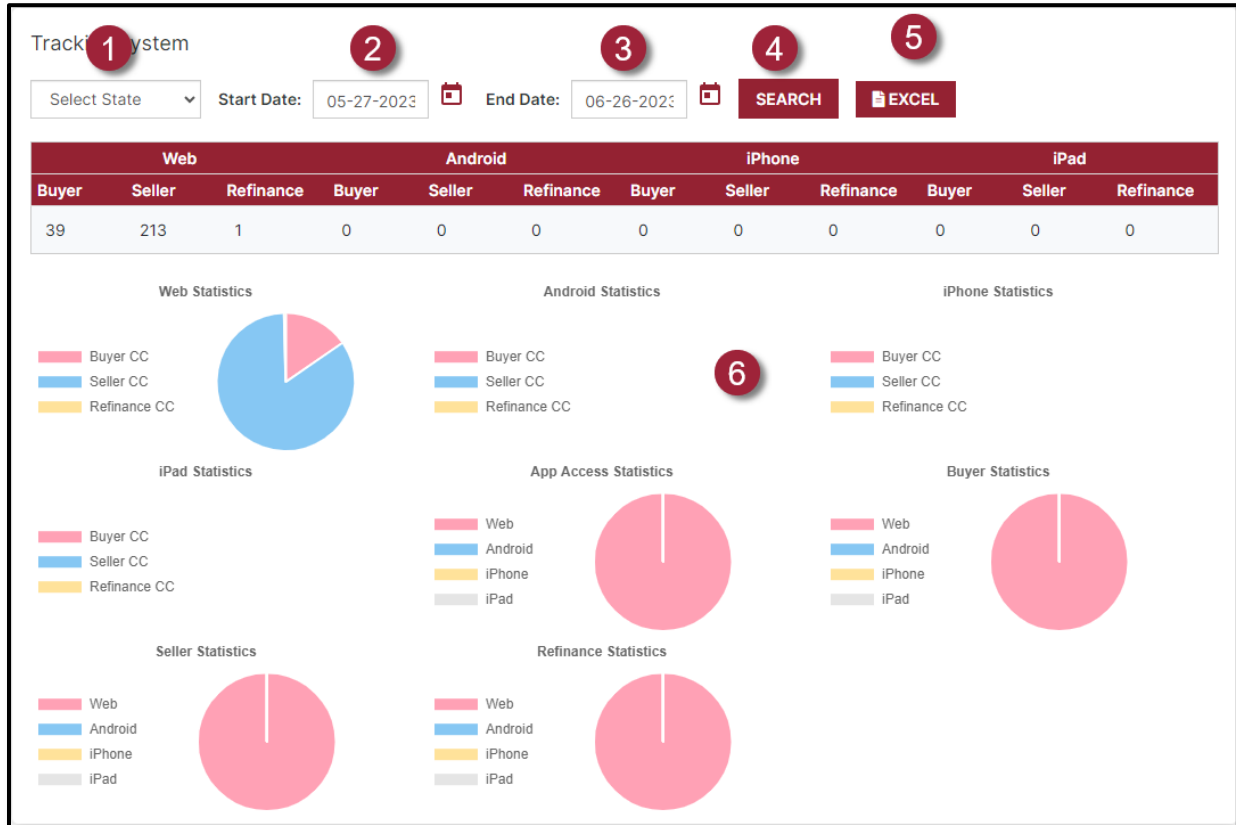 Tracking System
1 2 3 4 5
Select State Start Date: 05-27-2023 End Date: 06-26-2023 SEARCH EXCEL
Web Android iPhone iPad
Buyer Seller Refinance Buyer Seller Refinance Buyer Seller Refinance Buyer Seller Refinance
39 213 1 0 0 0 0 0 0 0 0 0
Web Statistics Android Statistics iPhone Statistics
Buyer CC Buyer CC Buyer CC
Seller CC Seller CC 6 Seller CC
Refinance CC Refinance CC Refinance CC
iPad Statistics App Access Statistics Buyer Statistics
Buyer CC
Seller CC
Refinance CC
Web Web
Android Android
iPhone iPhone
iPad iPad
Seller Statistics Refinance Statistics
Web Web
Android Android
iPhone iPhone
iPad iPad